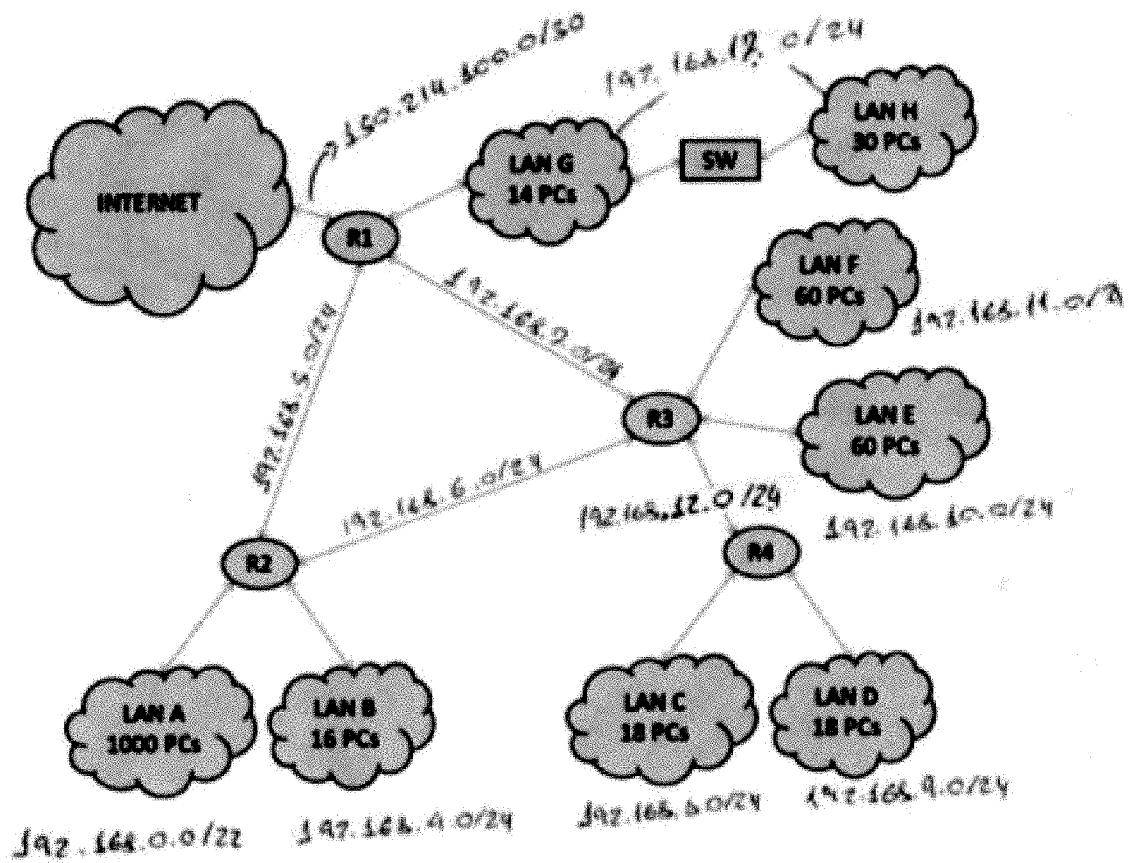 150.214.100.0/30
192.168.0/24
INTERNET
LAN G
14 PCs
SW
LAN H
30 PCs
R1
LAN F
60 PCs
192.168.11.0/
192.168.5.0/24
192.168.7.0/24
R3
LAN E
60 PCs
192.168.6.0/24
192.168.12.0/24
192.168.10.0/24
R2
R4
LAN A
1000 PCs
LAN B
16 PCs
LAN C
18 PCs
LAN D
18 PCs
192.168.0.0/22
192.168.4.0/24
192.168.0/24
192.168.9.0/24